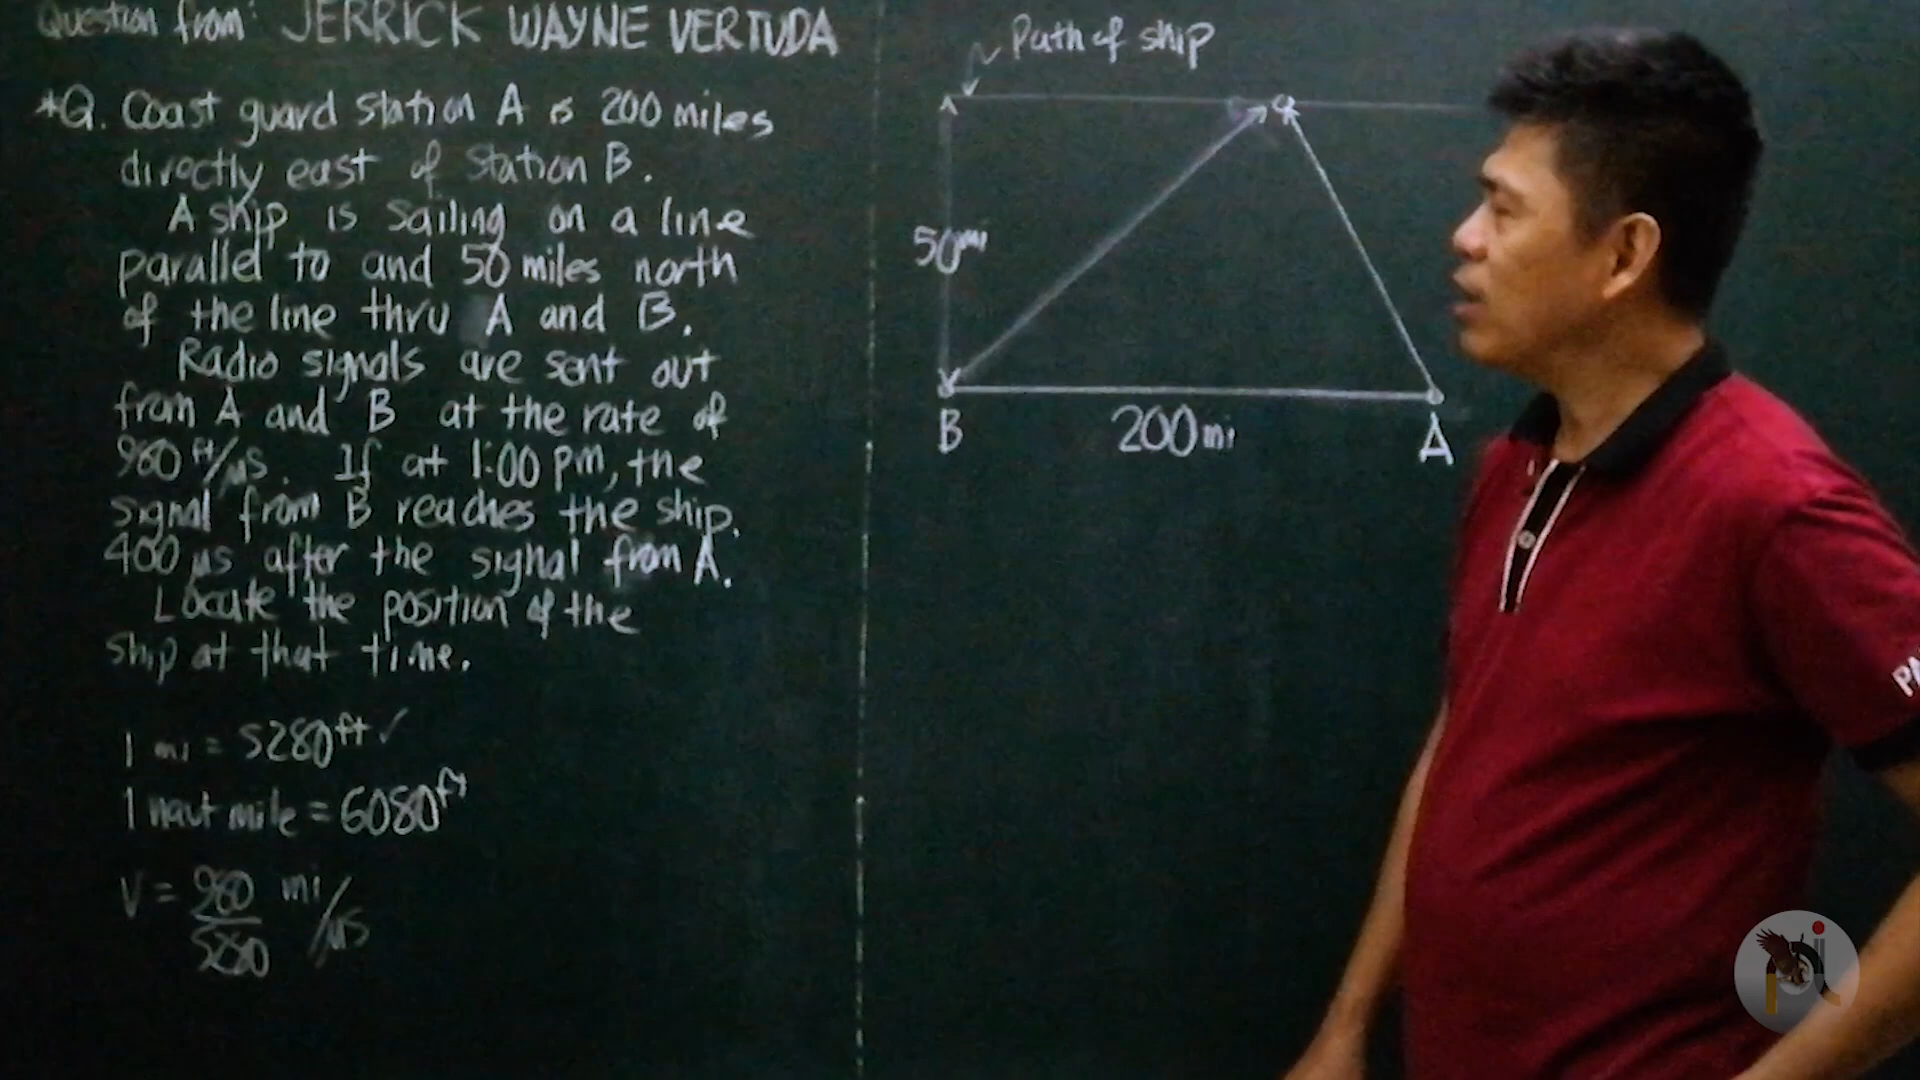 Question from: JERRICK WAYNE VERTUDA
*Q. Coast guard station A is 200 miles
directly east of station B.
A ship is sailing on a line
parallel to and 50 miles north
of the line thru A and B.
Radio signals are sent out
from A and B at the rate of
980 ft/μs. If at 1:00 pm, the
signal from B reaches the ship.
400 μs after the signal from A.
Locate the position of the
ship at that time.
1 mi = 5280 ft ✓
1 naut mile = 6080 ft
V = 980/5280 mi/μs
Path of ship
50 mi
B
200 mi
A